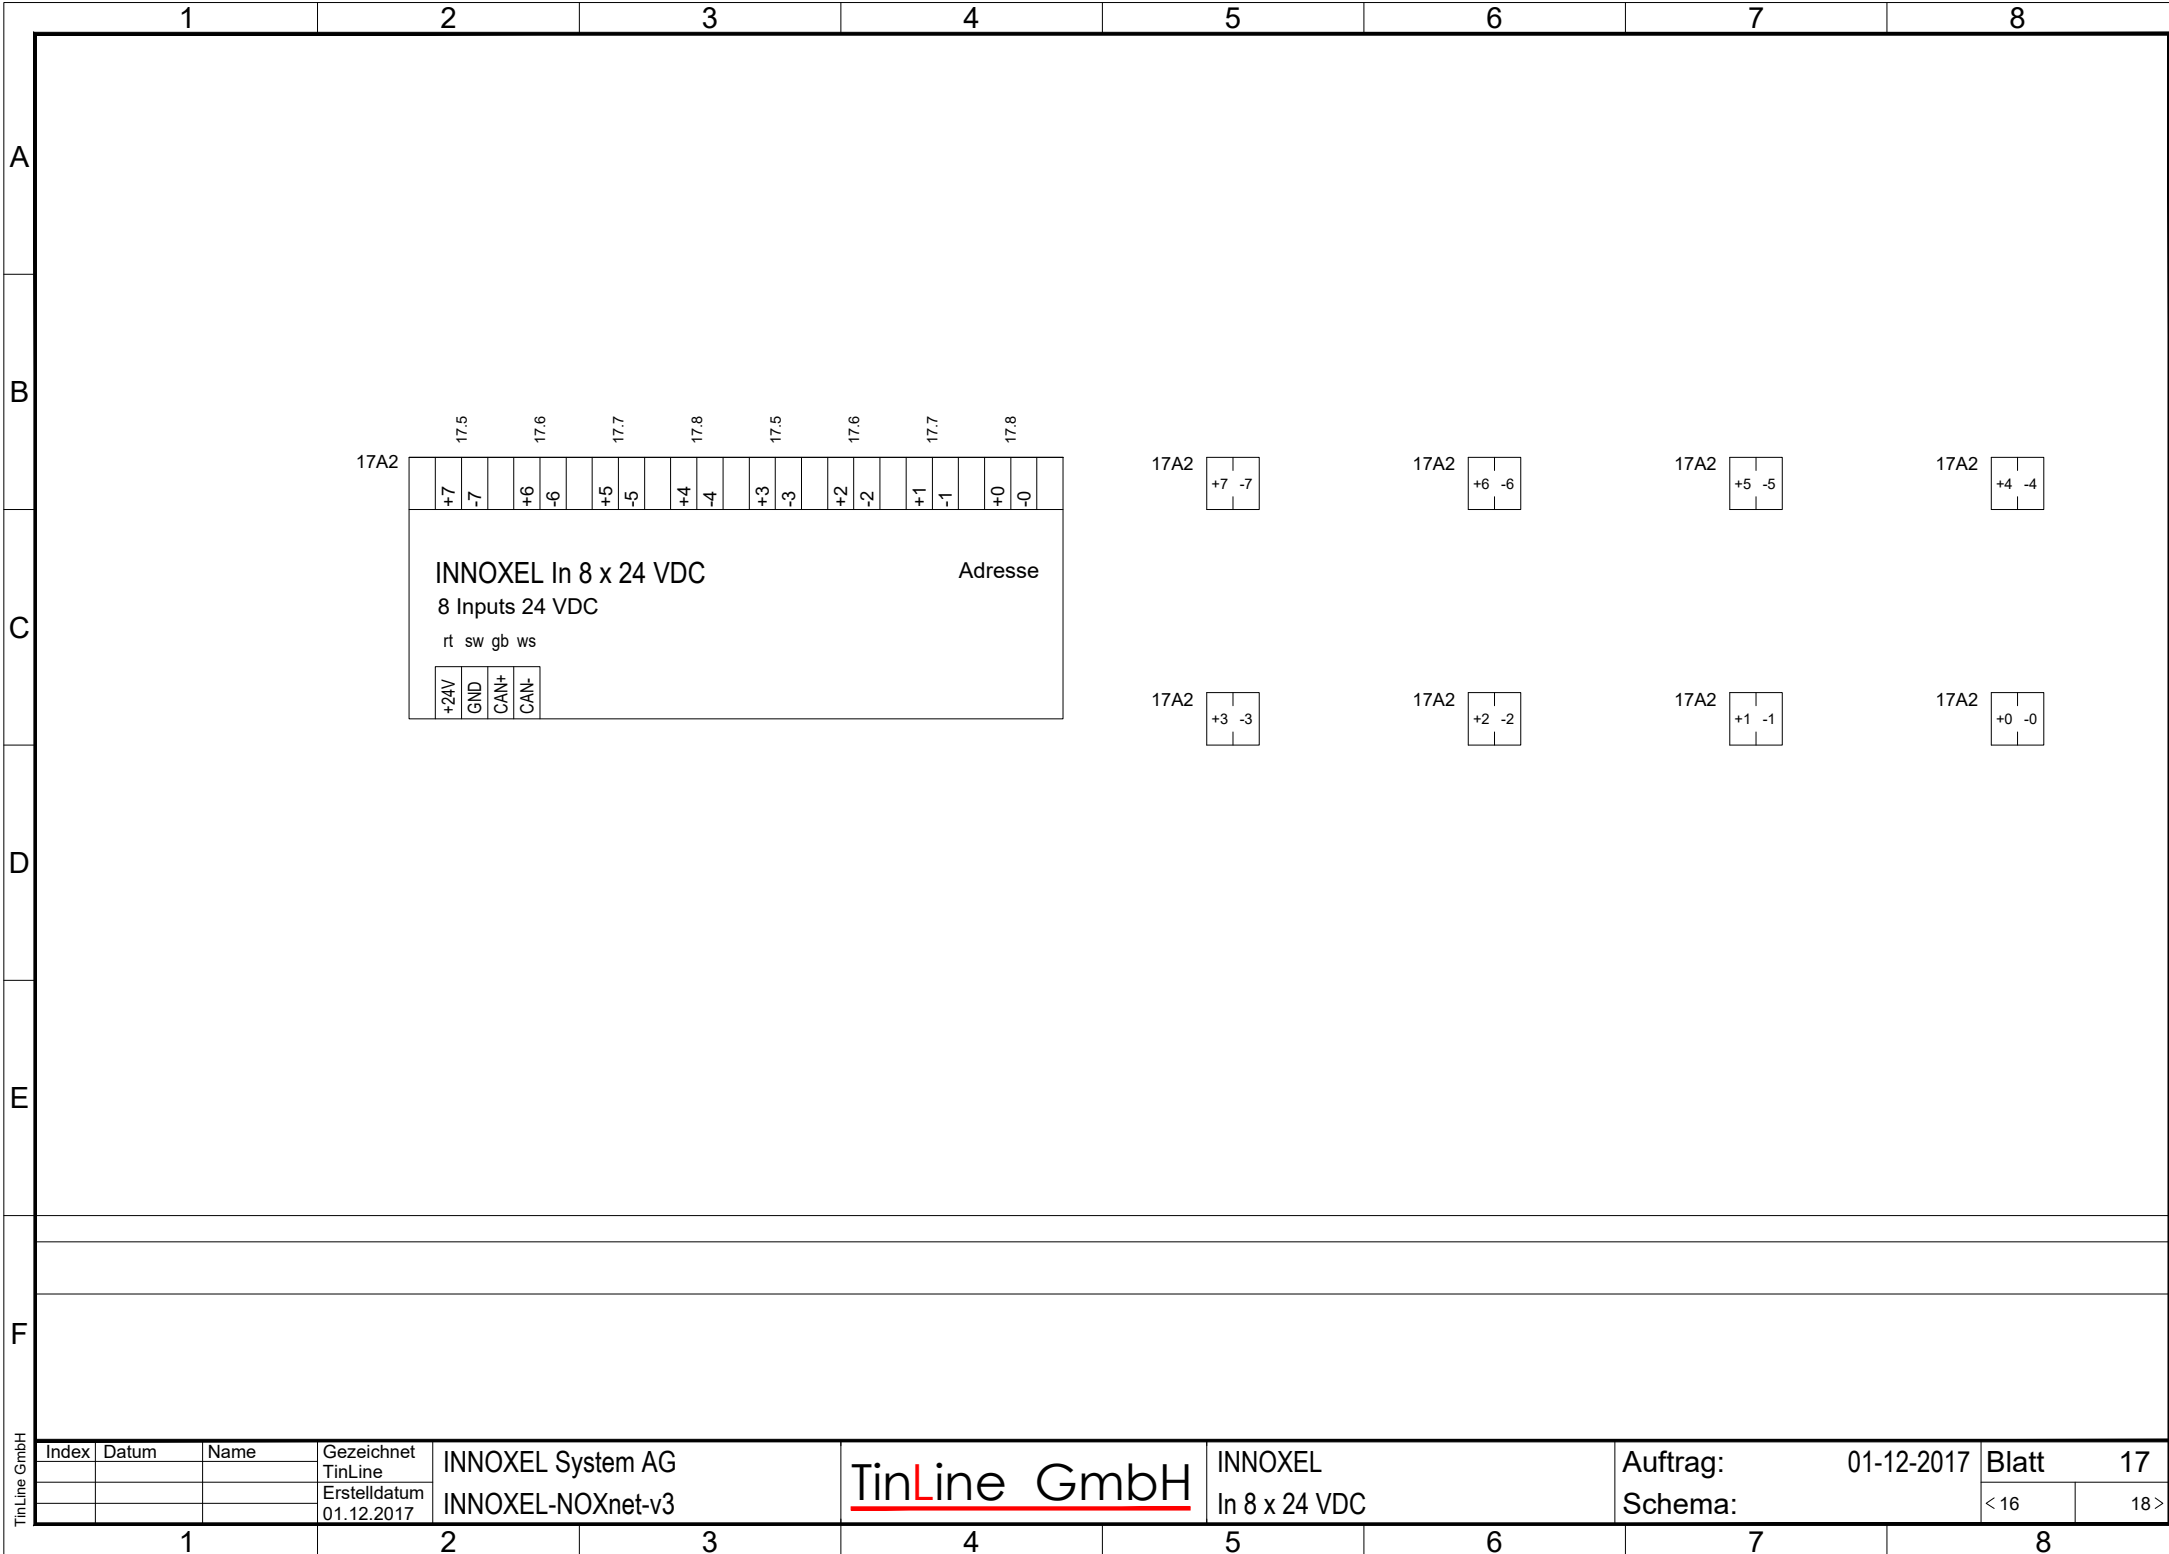 1 2 3 4 5 6 7 8
A
B
17.5 17.6 17.7 17.8 17.5 17.6 17.7 17.8
17A2
+7 -7 +6 -6 +5 -5 +4 -4 +3 -3 +2 -2 +1 -1 +0 -0
17A2 +7 -7
17A2 +6 -6
17A2 +5 -5
17A2 +4 -4
INNOXEL In 8 x 24 VDC
Adresse
8 Inputs 24 VDC
C
rt sw gb ws
+24V GND CAN+ CAN-
17A2 +3 -3
17A2 +2 -2
17A2 +1 -1
17A2 +0 -0
D
E
F
TinLine GmbH
Index Datum Name
Gezeichnet
TinLine
Erstelldatum
01.12.2017
INNOXEL System AG
INNOXEL-NOXnet-v3
TinLine GmbH
INNOXEL
In 8 x 24 VDC
Auftrag: 01-12-2017
Schema:
Blatt 17
< 16 18 >
1 2 3 4 5 6 7 8